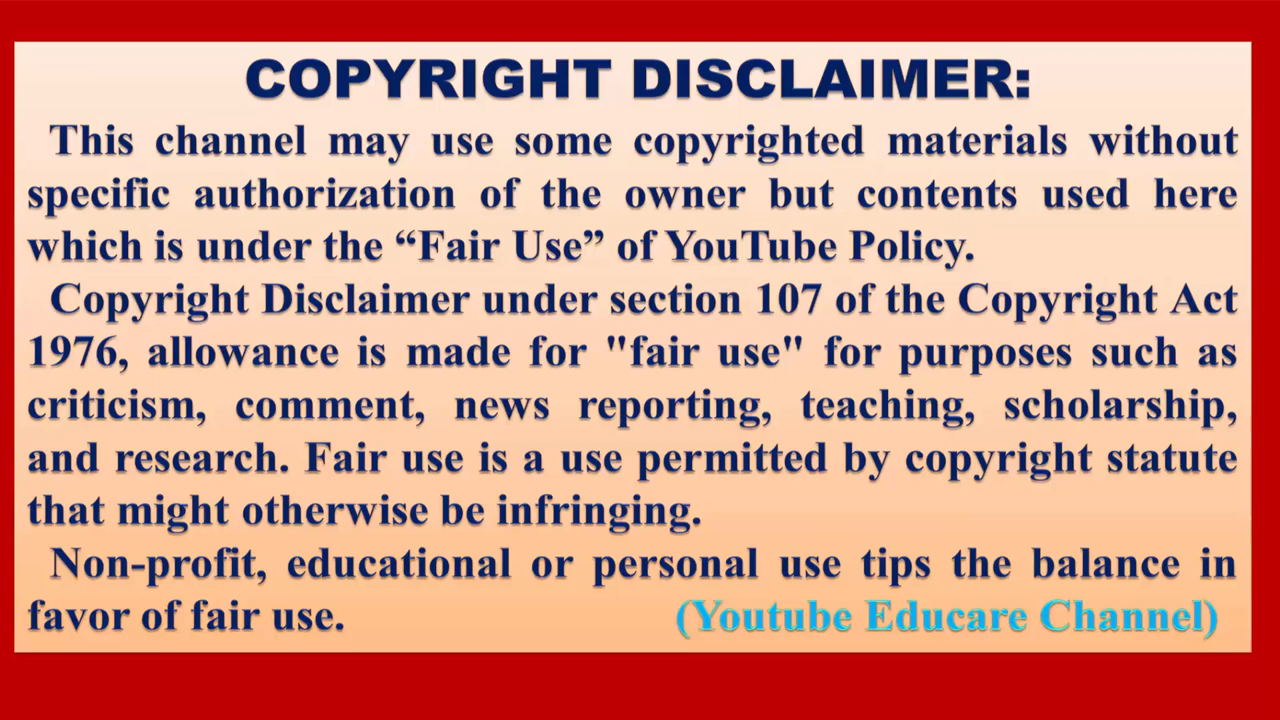 COPYRIGHT DISCLAIMER:
This channel may use some copyrighted materials without
specific authorization of the owner but contents used here
which is under the “Fair Use” of YouTube Policy.
Copyright Disclaimer under section 107 of the Copyright Act
1976, allowance is made for "fair use" for purposes such as
criticism, comment, news reporting, teaching, scholarship,
and research. Fair use is a use permitted by copyright statute
that might otherwise be infringing.
Non-profit, educational or personal use tips the balance in
favor of fair use. (Youtube Educare Channel)